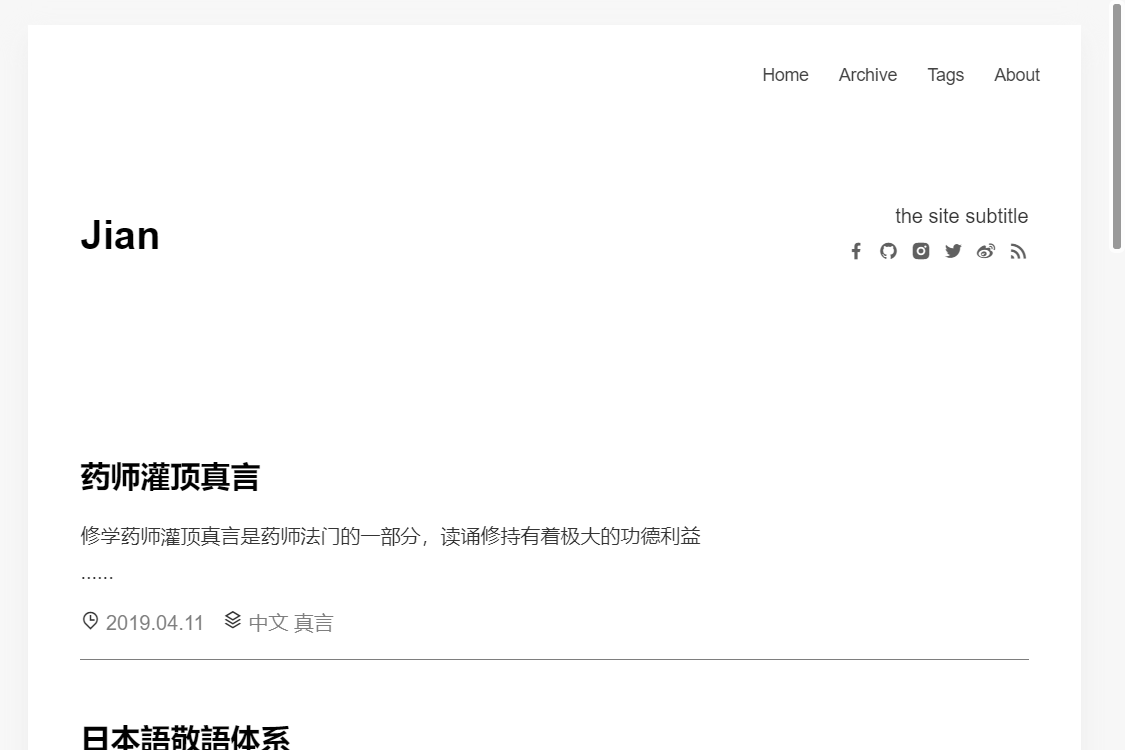 Home Archive Tags About
the site subtitle
Jian
药师灌顶真言
修学药师灌顶真言是药师法门的一部分，读诵修持有着极大的功德利益
......
2019.04.11 中文 真言
日本語敬語体系